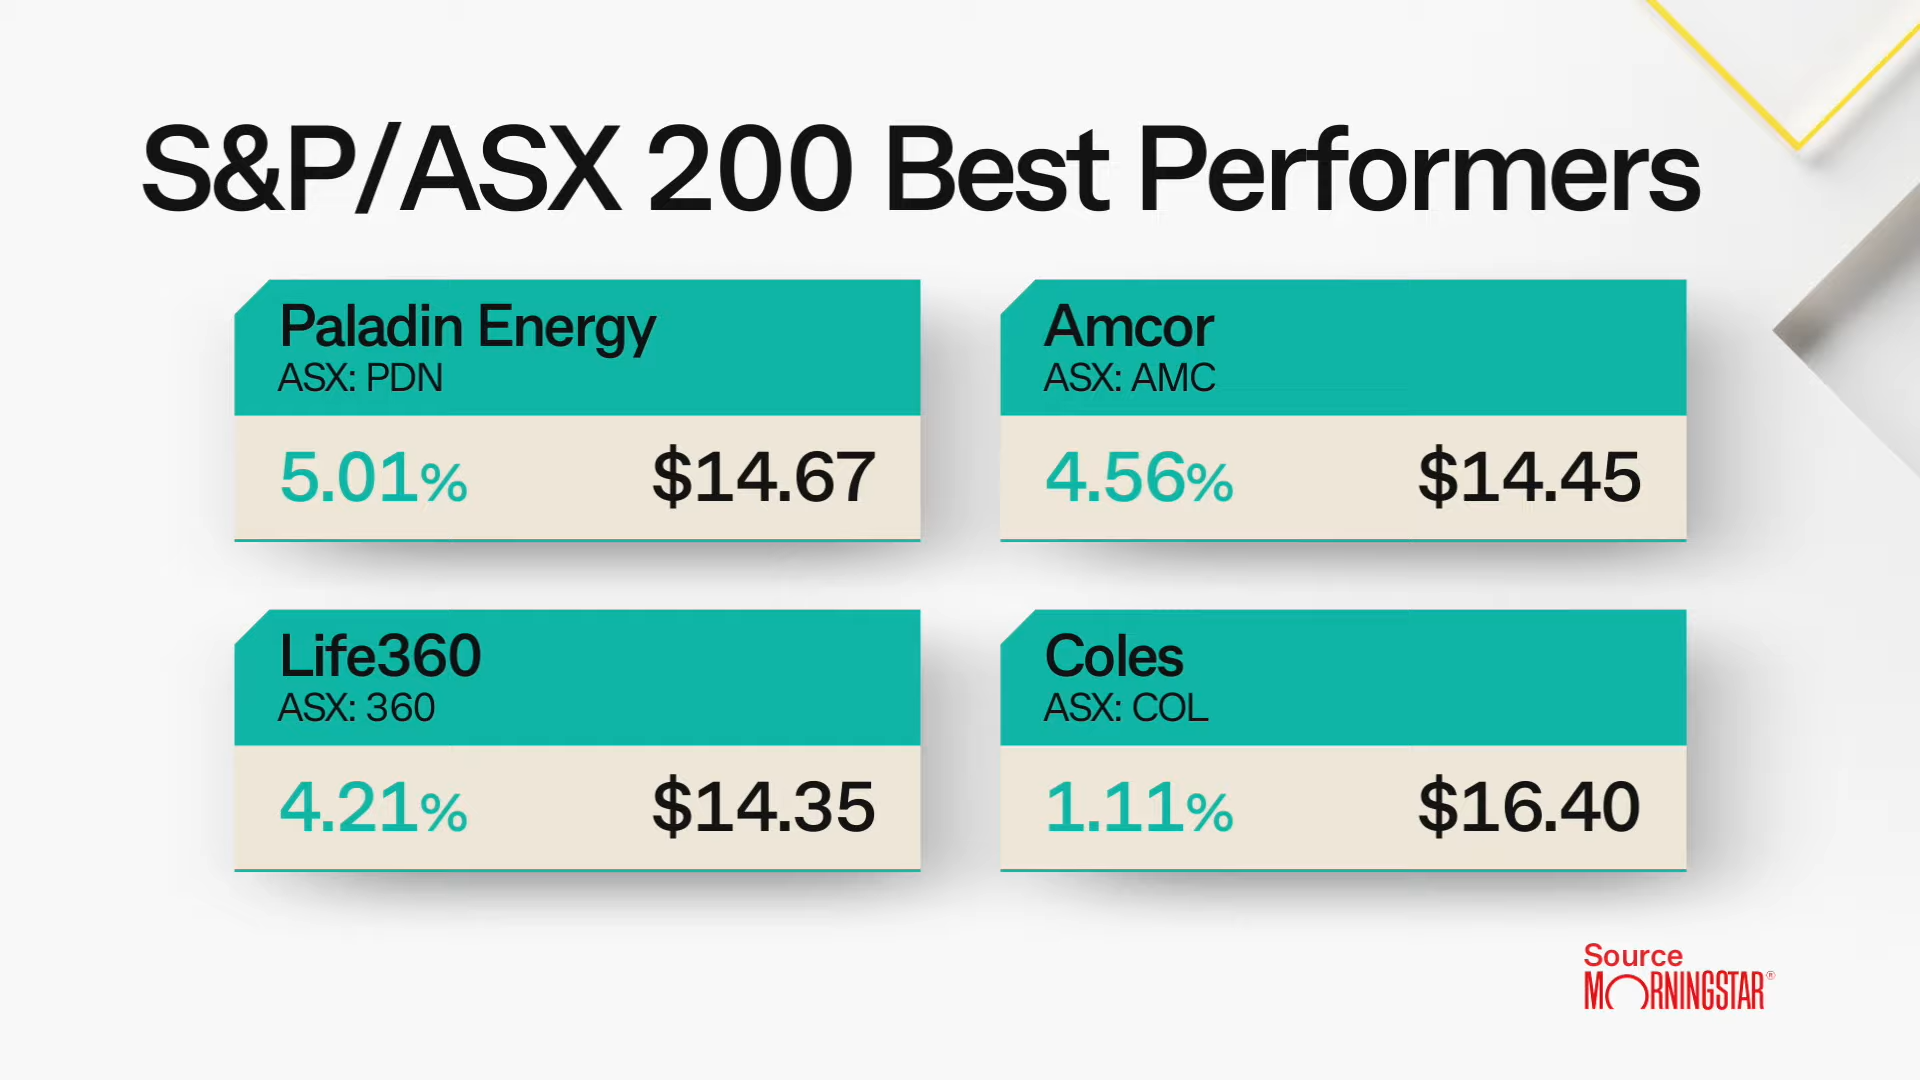 S&P/ASX 200 Best Performers
Paladin Energy
ASX: PDN
5.01% $14.67
Amcor
ASX: AMC
4.56% $14.45
Life360
ASX: 360
4.21% $14.35
Coles
ASX: COL
1.11% $16.40
Source
MORNINGSTAR®